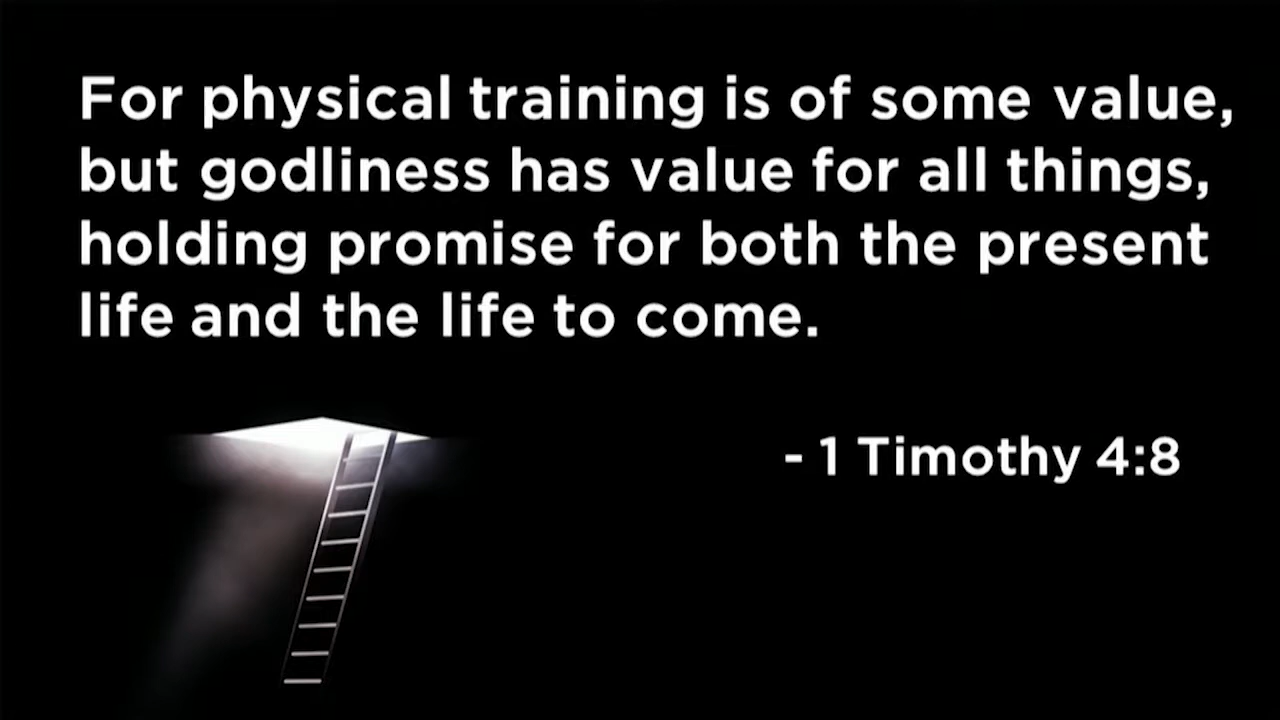 For physical training is of some value,
but godliness has value for all things,
holding promise for both the present
life and the life to come.
- 1 Timothy 4:8